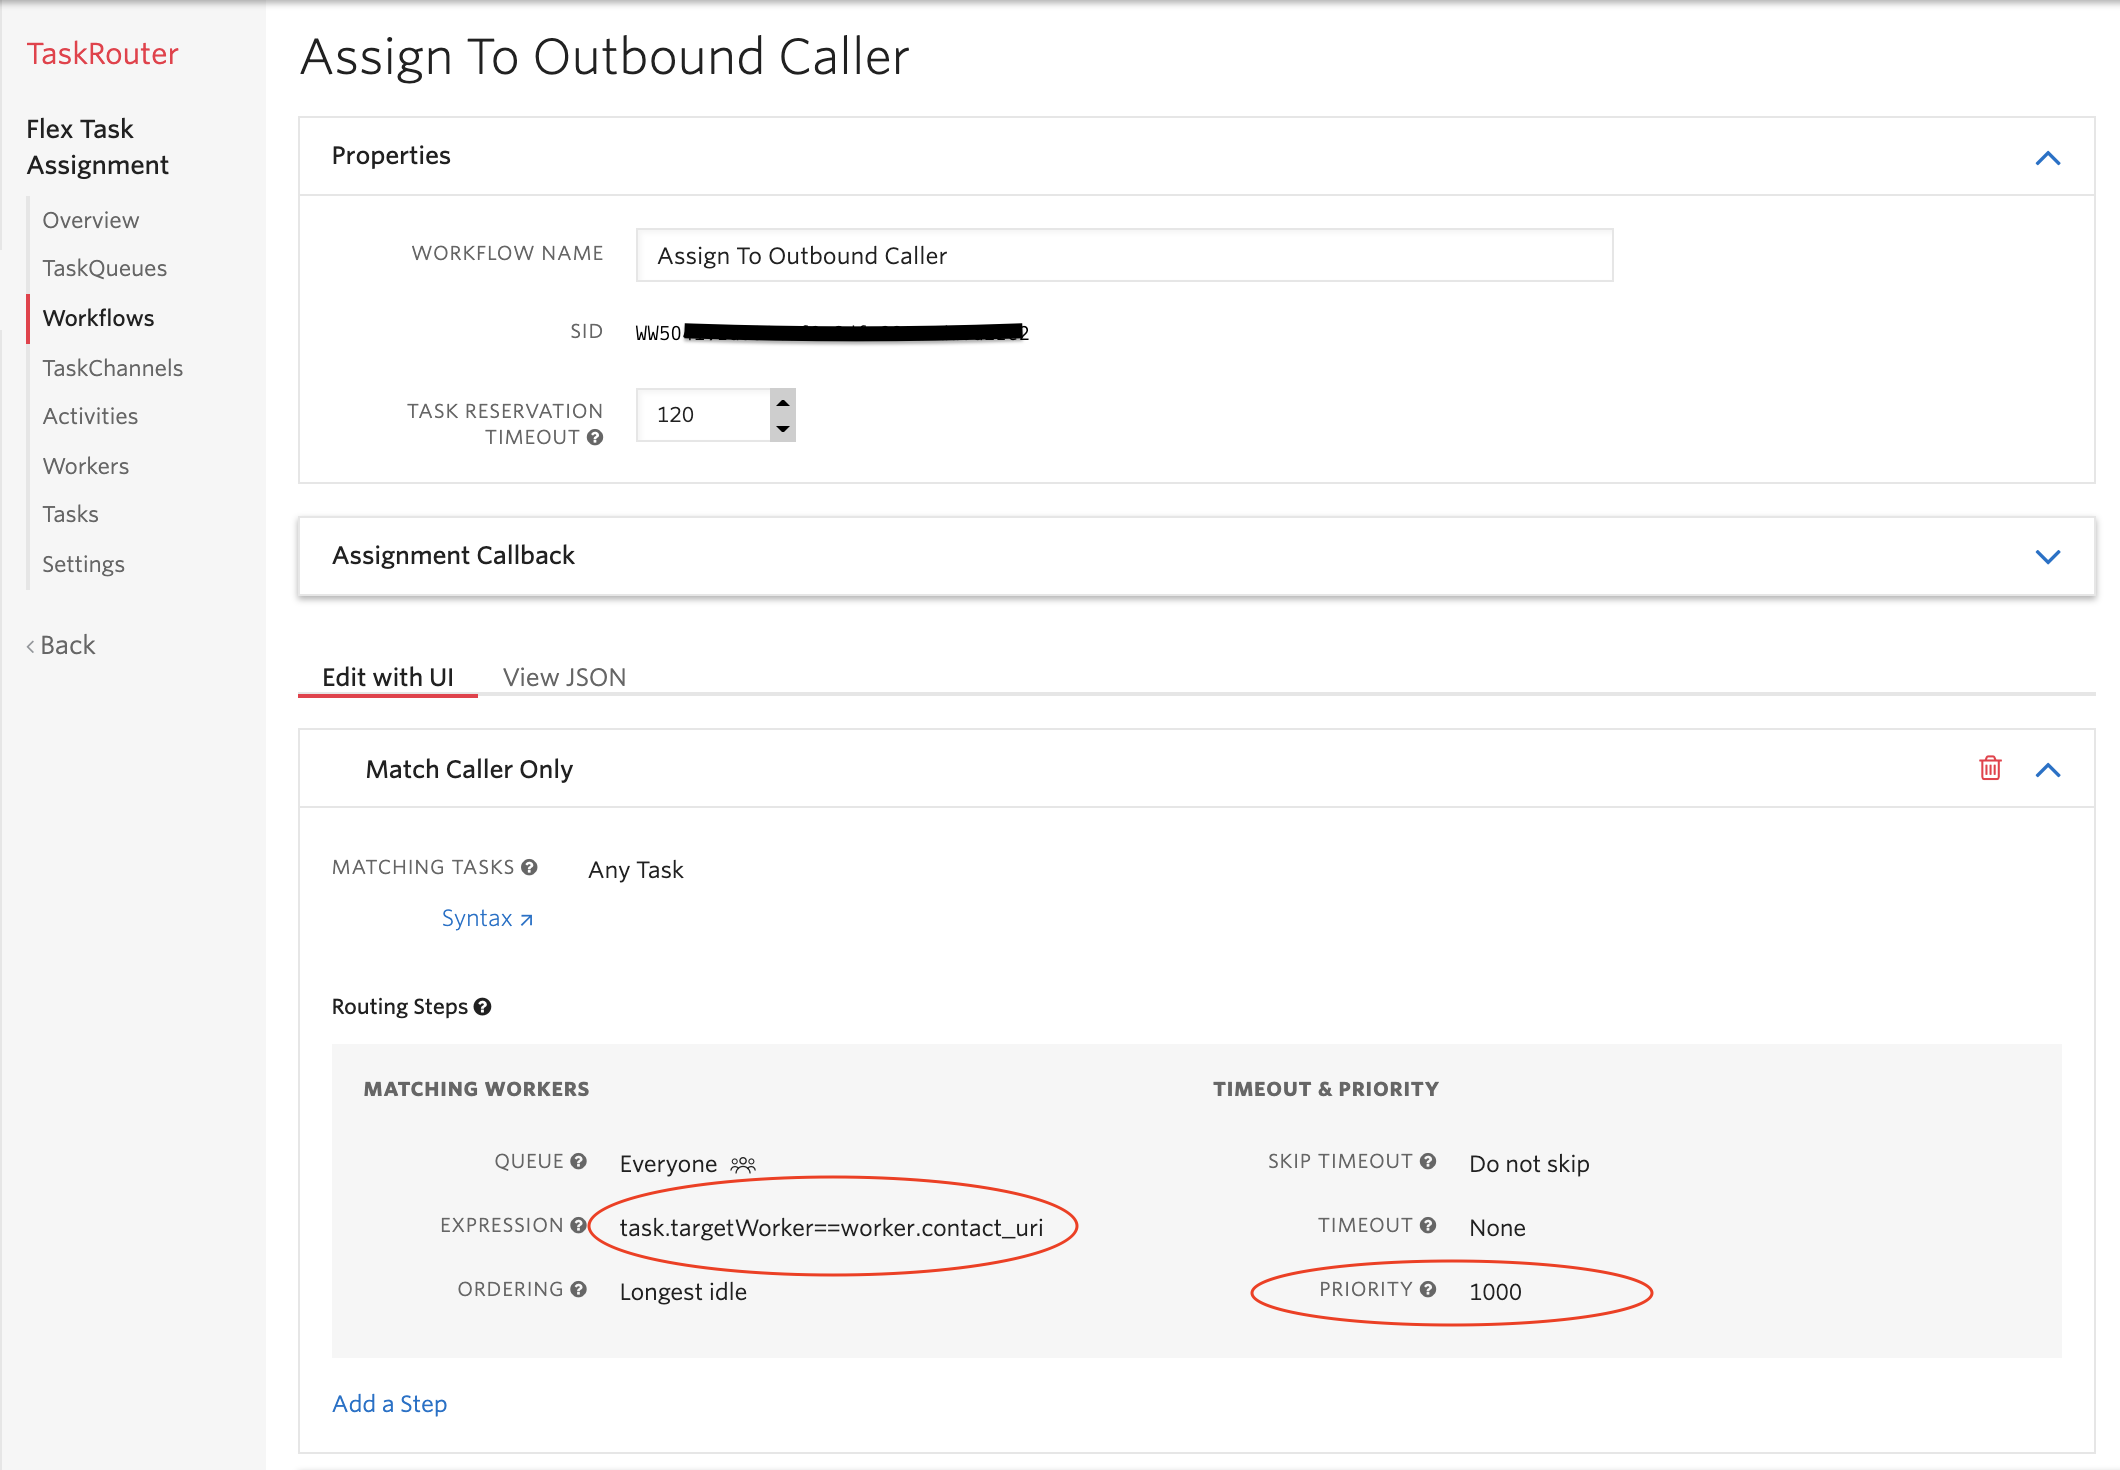 TaskRouter
Flex Task
Assignment
Overview
TaskQueues
Workflows
TaskChannels
Activities
Workers
Tasks
Settings
‹ Back
Assign To Outbound Caller
Properties
WORKFLOW NAME Assign To Outbound Caller
SID WW50
TASK RESERVATION
TIMEOUT 120
Assignment Callback
Edit with UI View JSON
Match Caller Only
MATCHING TASKS Any Task
Syntax
Routing Steps
MATCHING WORKERS TIMEOUT & PRIORITY
QUEUE Everyone SKIP TIMEOUT Do not skip
EXPRESSION task.targetWorker==worker.contact_uri TIMEOUT None
ORDERING Longest idle PRIORITY 1000
Add a Step